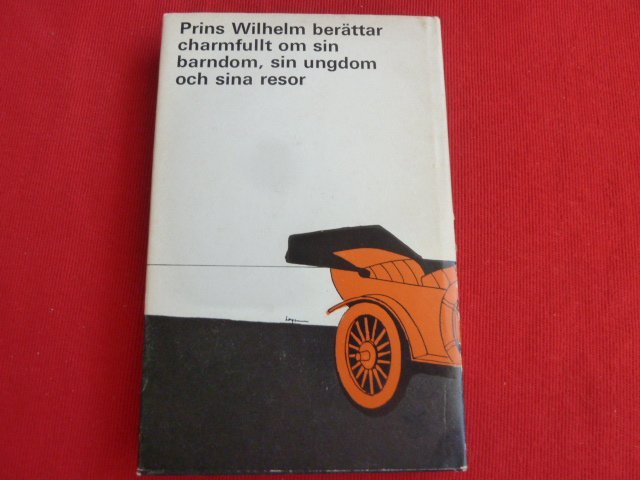 Prins Wilhelm berättar
charmfullt om sin
barndom, sin ungdom
och sina resor